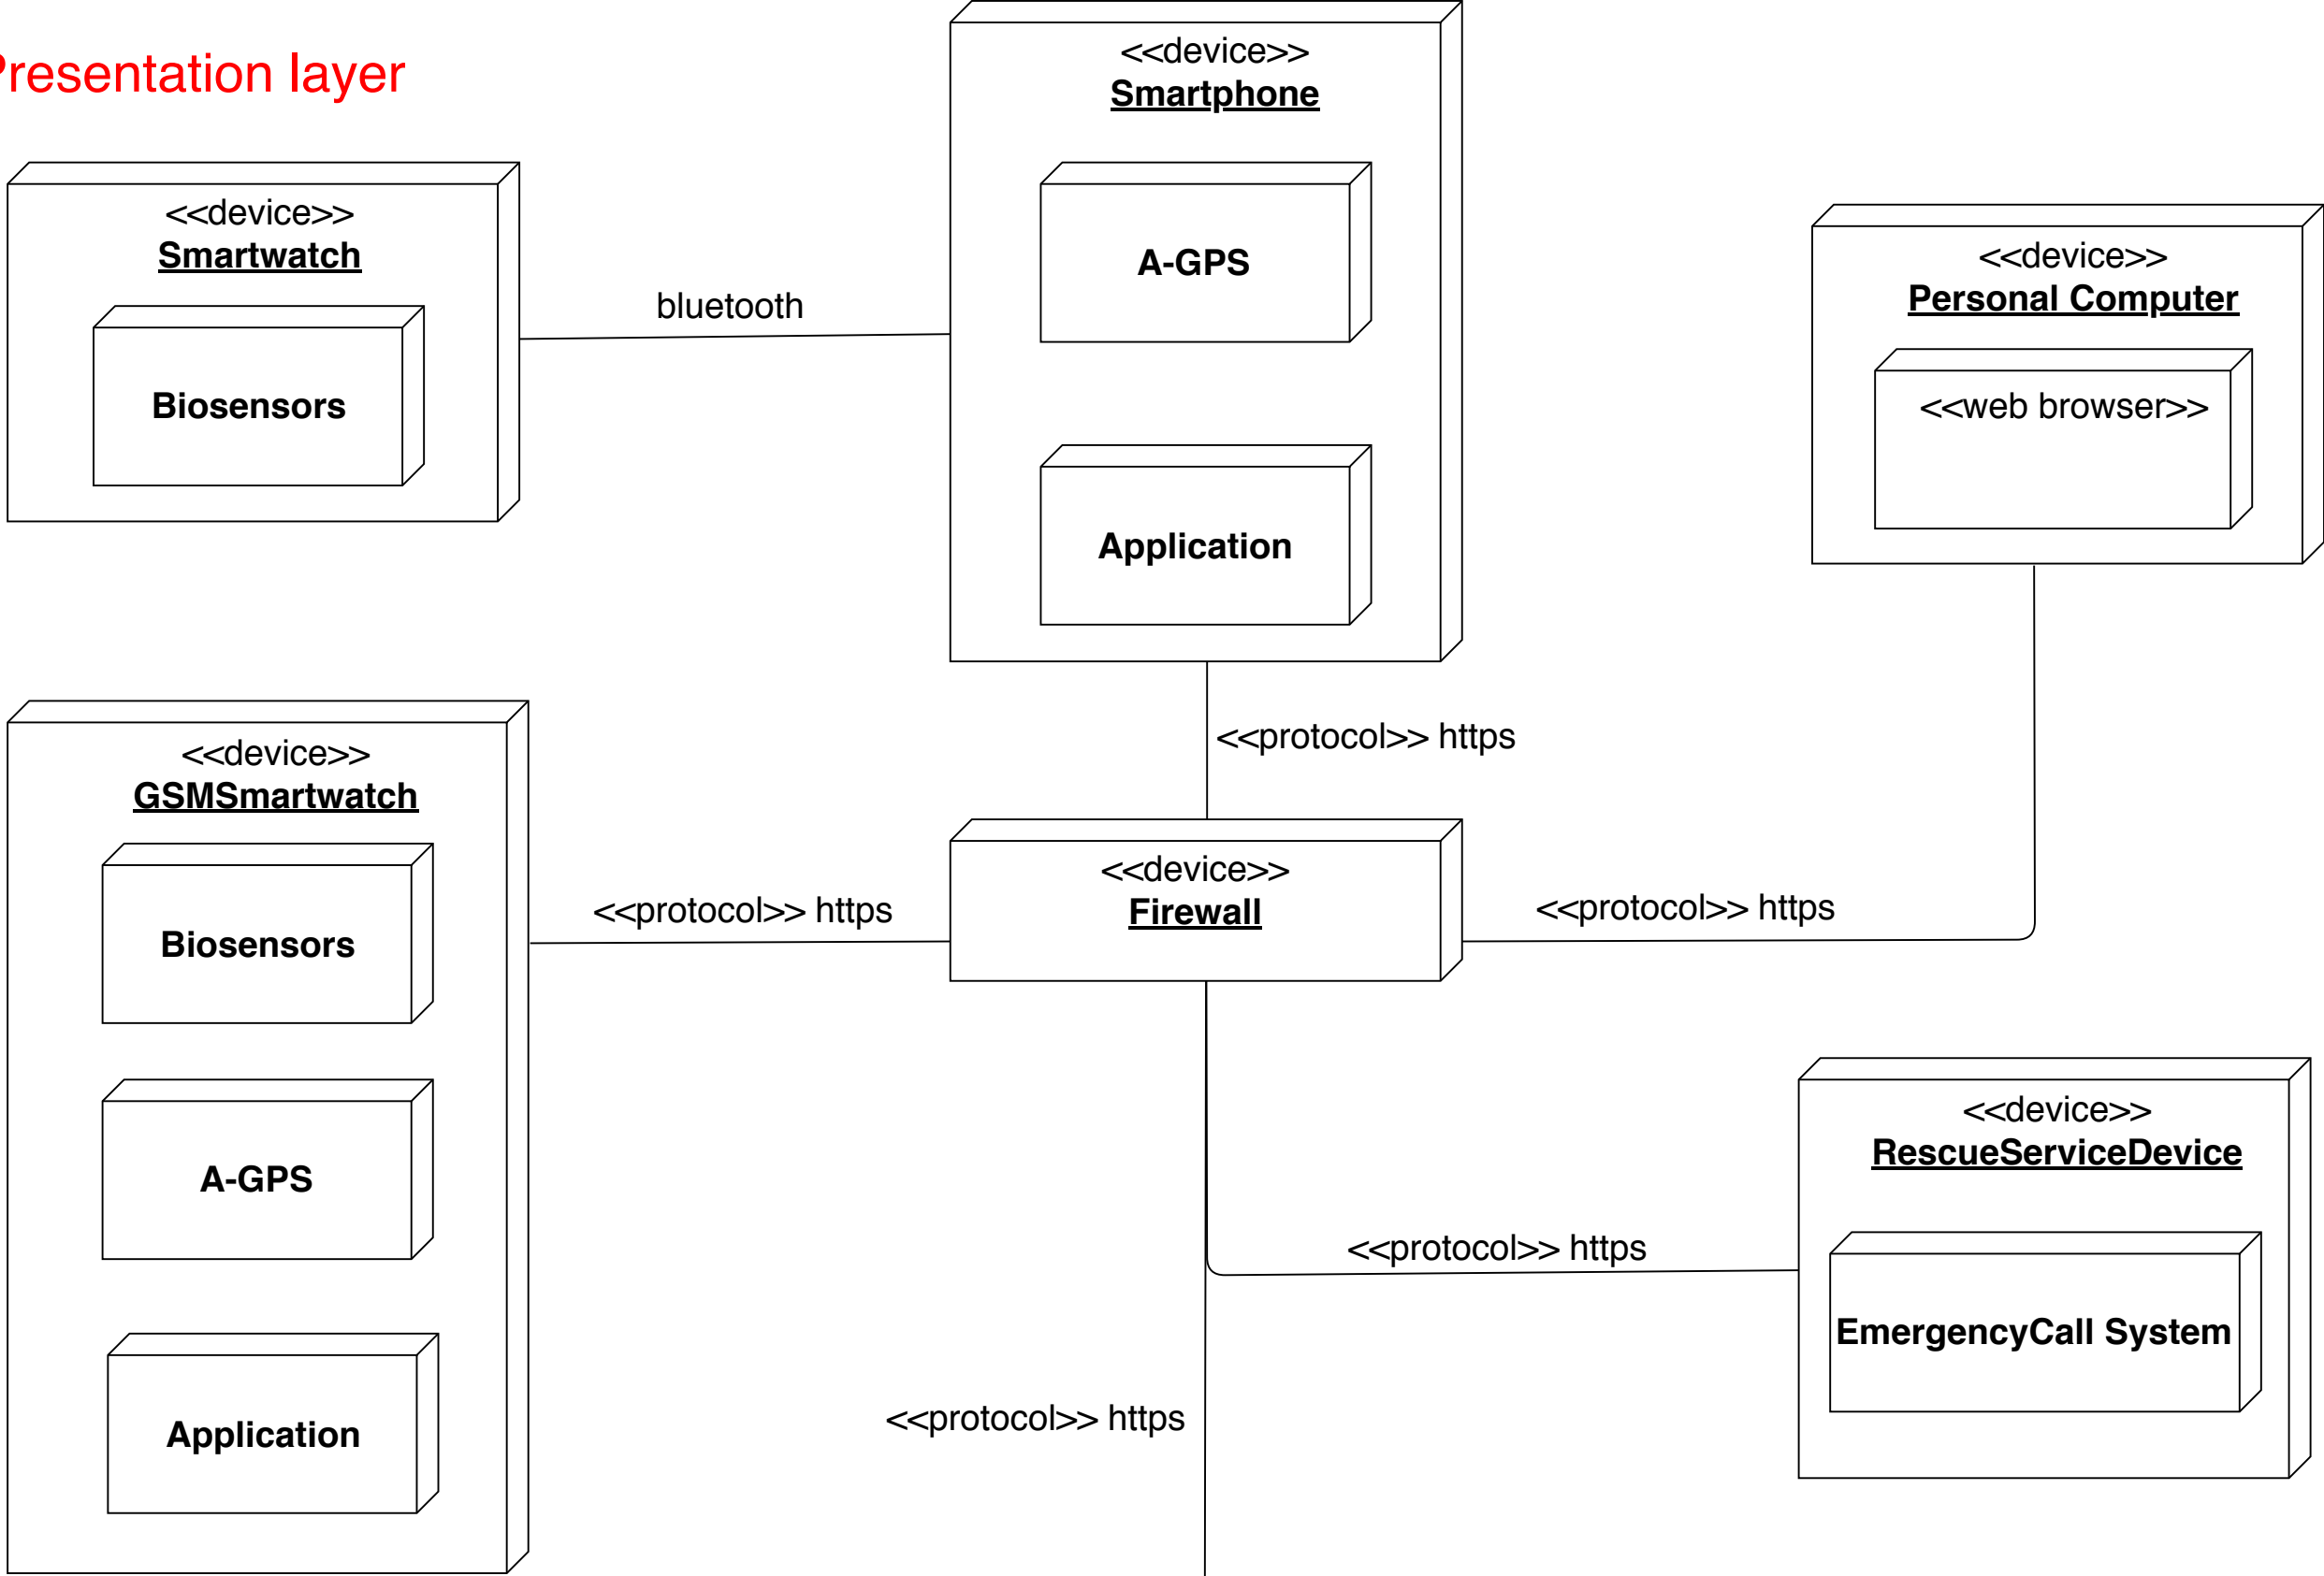 Presentation layer
<<device>>
Smartphone
A-GPS
Application
<<device>>
Smartwatch
Biosensors
bluetooth
<<device>>
Personal Computer
<<web browser>>
<<protocol>> https
<<device>>
GSMSmartwatch
Biosensors
A-GPS
Application
<<protocol>> https
<<device>>
Firewall
<<protocol>> https
<<device>>
RescueServiceDevice
EmergencyCall System
<<protocol>> https
<<protocol>> https